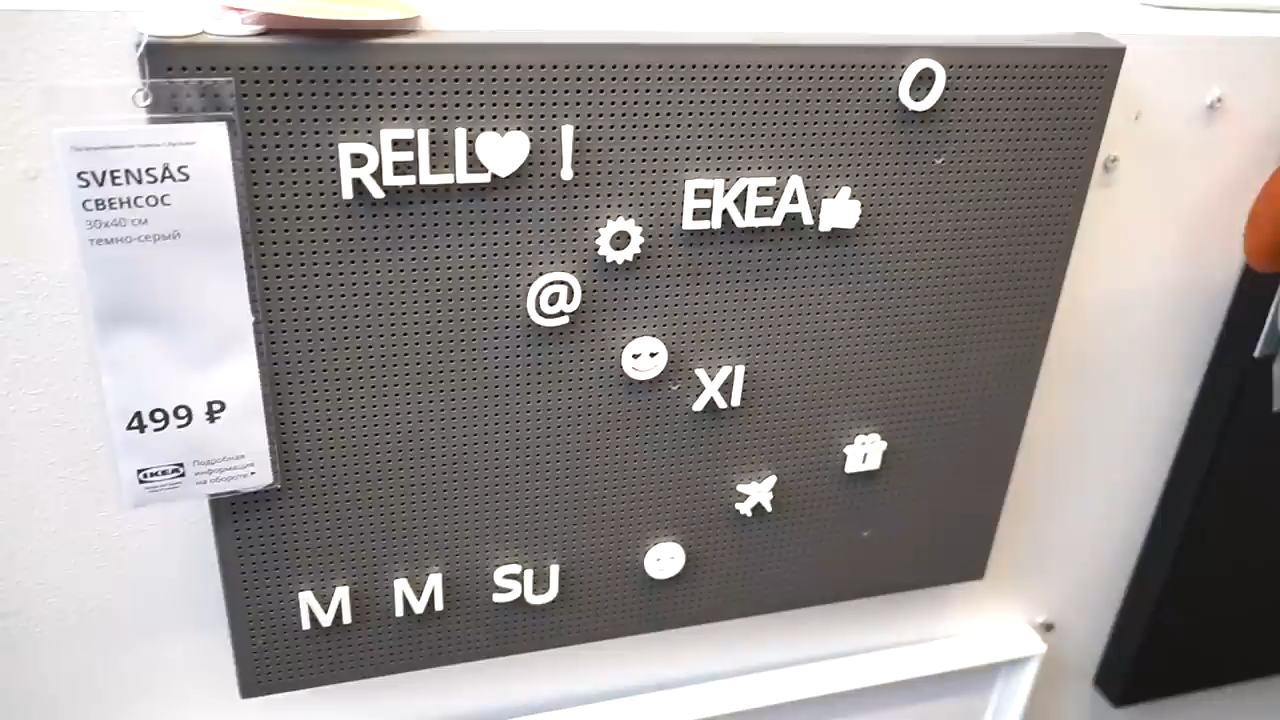 SVENSÅS
СВЕНСОС
30x40 см
темно-серый
499 ₽
IKEA
Подробная
информация
на обороте
O
RELL❤ !
EKEA👍
@
XI
M M SU